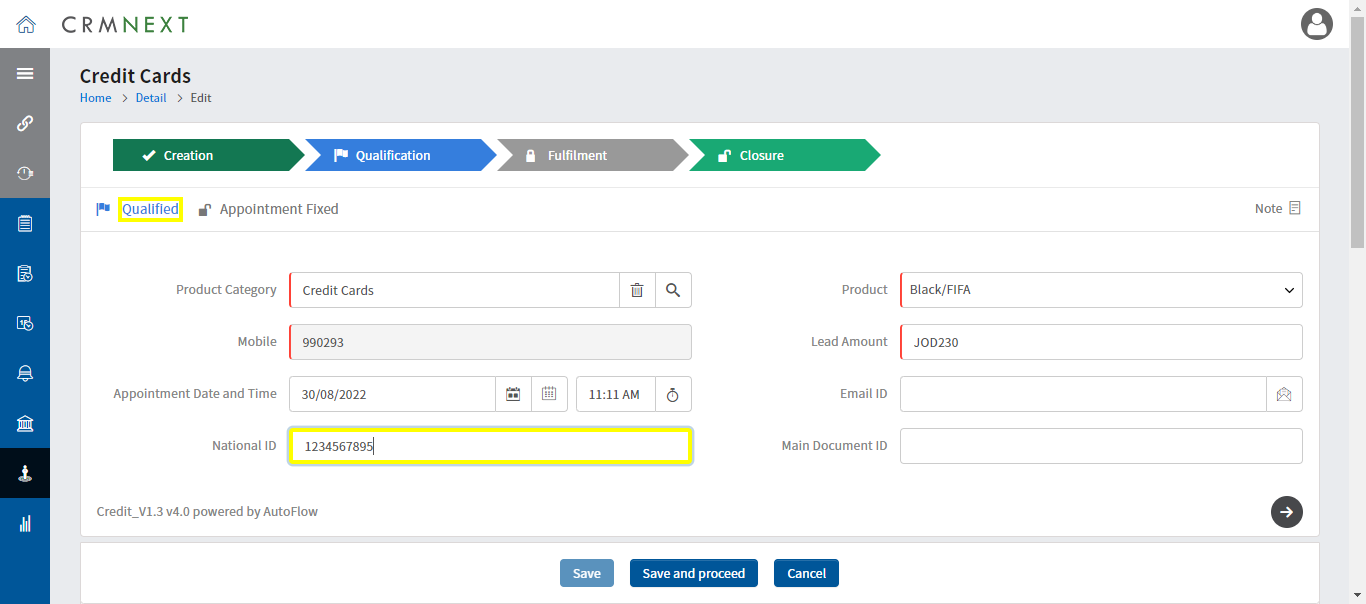 CRMNEXT
Credit Cards
Home > Detail > Edit
Creation Qualification Fulfilment Closure
Qualified Appointment Fixed Note
Product Category Credit Cards Product Black/FIFA
Mobile 990293 Lead Amount JOD230
Appointment Date and Time 30/08/2022 11:11 AM Email ID
National ID 1234567895 Main Document ID
Credit_V1.3 v4.0 powered by AutoFlow
Save Save and proceed Cancel